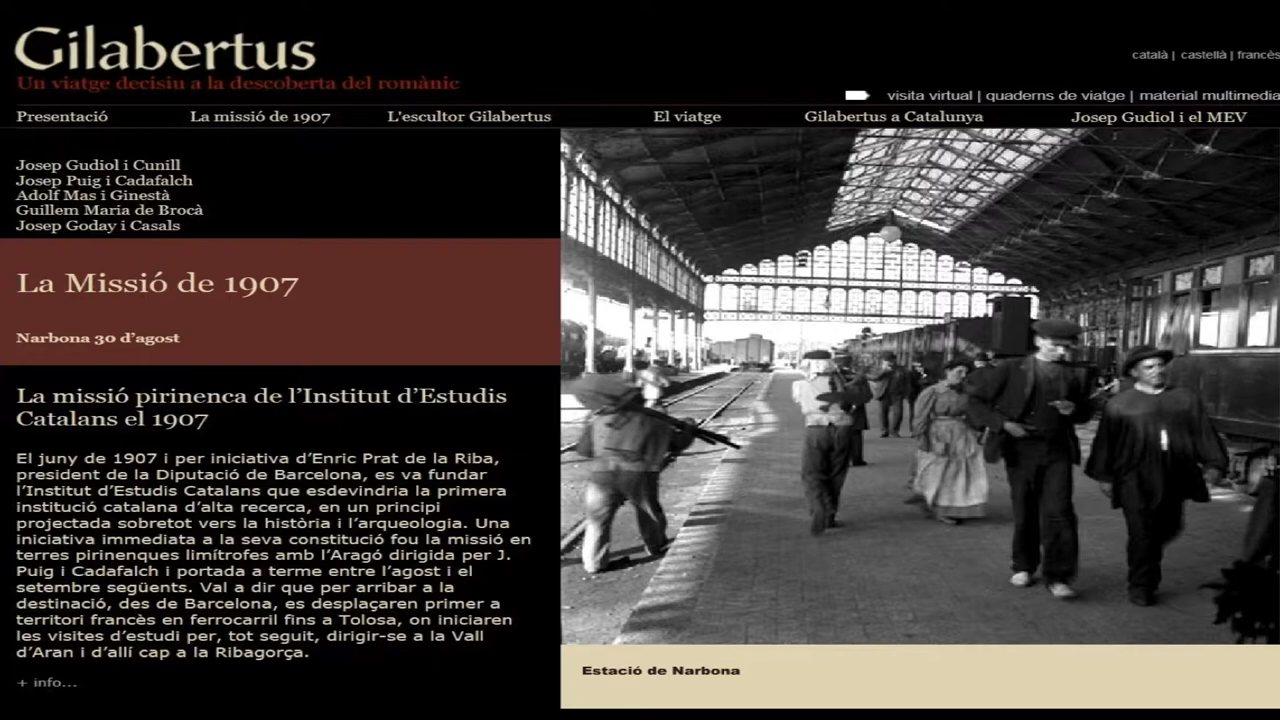 Gilabertus
Un viatge decisiu a la descoberta del romànic
català | castellà | francès
visita virtual | quaderns de viatge | material multimedia
Presentació La missió de 1907 L'escultor Gilabertus El viatge Gilabertus a Catalunya Josep Gudiol i el MEV
Josep Gudiol i Cunill
Josep Puig i Cadafalch
Adolf Mas i Ginestà
Guillem Maria de Brocà
Josep Goday i Casals
La Missió de 1907
Narbona 30 d’agost
La missió pirinenca de l’Institut d’Estudis
Catalans el 1907
El juny de 1907 i per iniciativa d’Enric Prat de la Riba,
president de la Diputació de Barcelona, es va fundar
l’Institut d’Estudis Catalans que esdevindria la primera
institució catalana d’alta recerca, en un principi
projectada sobretot vers la història i l’arqueologia. Una
iniciativa immediata a la seva constitució fou la missió en
terres pirinenques limítrofes amb l’Aragó dirigida per J.
Puig i Cadafalch i portada a terme entre l’agost i el
setembre següents. Val a dir que per arribar a la
destinació, des de Barcelona, es desplaçaren primer a
territori francès en ferrocarril fins a Tolosa, on iniciaren
les visites d’estudi per, tot seguit, dirigir-se a la Vall
d’Aran i d’allí cap a la Ribagorça.
+ info...
Estació de Narbona